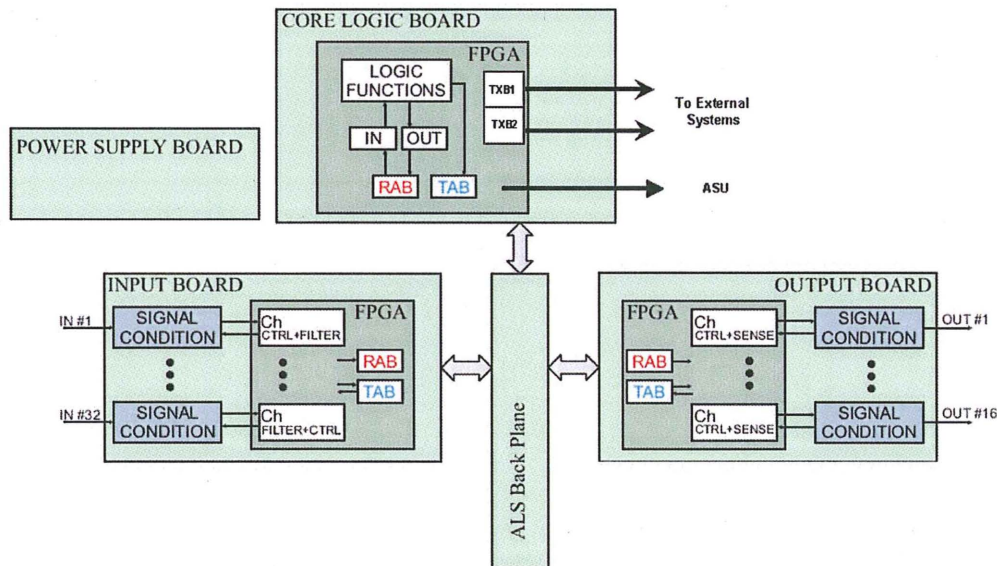 CORE LOGIC BOARD
FPGA
LOGIC
FUNCTIONS
IN
OUT
RAB
TAB
TXB1
TXB2
To External
Systems
ASU
POWER SUPPLY BOARD
INPUT BOARD
FPGA
IN #1
SIGNAL
CONDITION
Ch
CTRL+FILTER
RAB
TAB
IN #32
SIGNAL
CONDITION
Ch
FILTER+CTRL
ALS Back Plane
OUTPUT BOARD
FPGA
Ch
CTRL+SENSE
SIGNAL
CONDITION
OUT #1
RAB
TAB
Ch
CTRL+SENSE
SIGNAL
CONDITION
OUT #16